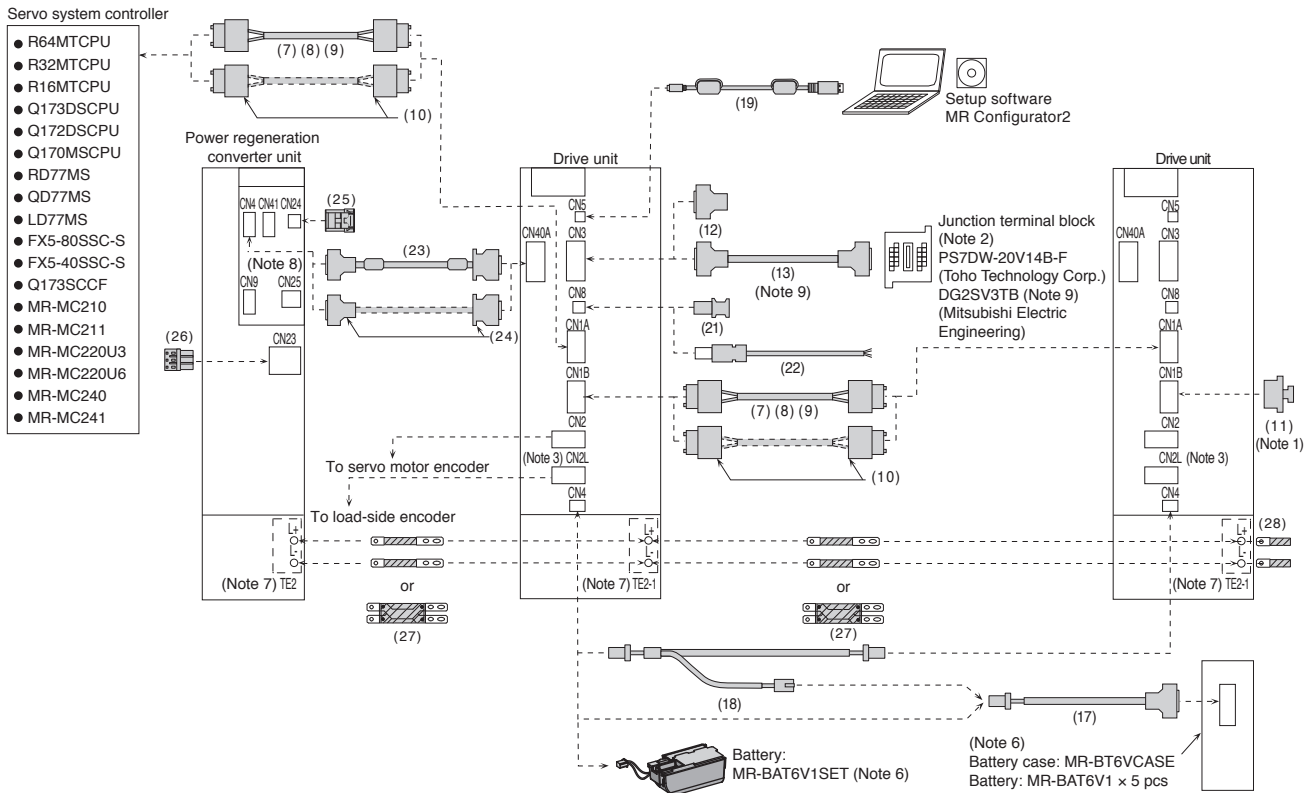 Servo system controller
● R64MTCPU
● R32MTCPU
● R16MTCPU
● Q173DSCPU
● Q172DSCPU
● Q170MSCPU
● RD77MS
● QD77MS
● LD77MS
● FX5-80SSC-S
● FX5-40SSC-S
● Q173SCCF
● MR-MC210
● MR-MC211
● MR-MC220U3
● MR-MC220U6
● MR-MC240
● MR-MC241
(7) (8) (9)
(10)
(19)
Setup software
MR Configurator2
Power regeneration
converter unit
CN4 CN41 CN24
(25)
(Note 8)
CN9 CN25
(26)
CN23
(23)
(24)
Drive unit
CN5
CN40A CN3
CN8
CN1A
CN1B
CN2
(Note 3) CN2L
CN4
To servo motor encoder
To load-side encoder
(12)
(13)
(Note 9)
Junction terminal block
(Note 2)
PS7DW-20V14B-F
(Toho Technology Corp.)
DG2SV3TB (Note 9)
(Mitsubishi Electric
Engineering)
(21)
(22)
(7) (8) (9)
(10)
Drive unit
CN5
CN40A CN3
CN8
CN1A
CN1B
CN2
CN2L (Note 3)
CN4
(11)
(Note 1)
L+
L-
(Note 7) TE2
or
(27)
L+
L-
(Note 7) TE2-1
or
(27)
L+
L-
(Note 7) TE2-1
(28)
(18)
(17)
Battery:
MR-BAT6V1SET (Note 6)
(Note 6)
Battery case: MR-BT6VCASE
Battery: MR-BAT6V1 × 5 pcs